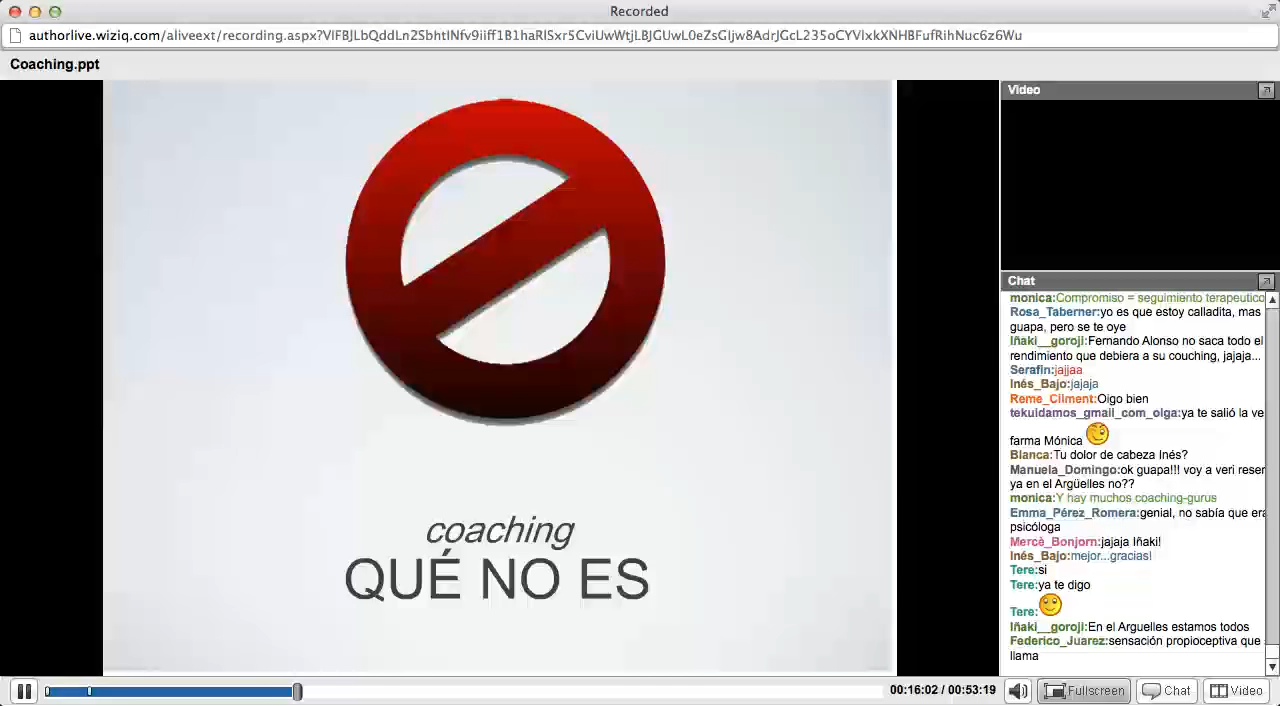 Recorded
authorlive.wiziq.com/aliveext/recording.aspx?VIFBJLbQddLn2SbhtINfv9iiff1B1haRlSxr5CviUwWtjLBJGUwL0eZsGIjw8AdrJGcL235oCYVlxkXNHBFufRihNuc6z6Wu
Coaching.ppt
coaching
QUÉ NO ES
Video
Chat
monica:Compromiso = seguimiento terapeutico
Rosa_Taberner:yo es que estoy calladita, mas
guapa, pero se te oye
Iñaki__goroji:Fernando Alonso no saca todo el
rendimiento que debiera a su couching, jajaja...
Serafin:jajjaa
Inés_Bajo:jajaja
Reme_Climent:Oigo bien
tekuidamos_gmail_com_olga:ya te salió la ve
farma Mónica
Blanca:Tu dolor de cabeza Inés?
Manuela_Domingo:ok guapa!!! voy a veri reser
ya en el Argüelles no??
monica:Y hay muchos coaching-gurus
Emma_Pérez_Romera:genial, no sabía que era
psicóloga
Mercè_Bonjorn:jajaja Iñaki!
Inés_Bajo:mejor...gracias!
Tere:si
Tere:ya te digo
Tere:
Iñaki__goroji:En el Arguelles estamos todos
Federico_Juarez:sensación propioceptiva que
llama
00:16:02 / 00:53:19
Fullscreen
Chat
Video